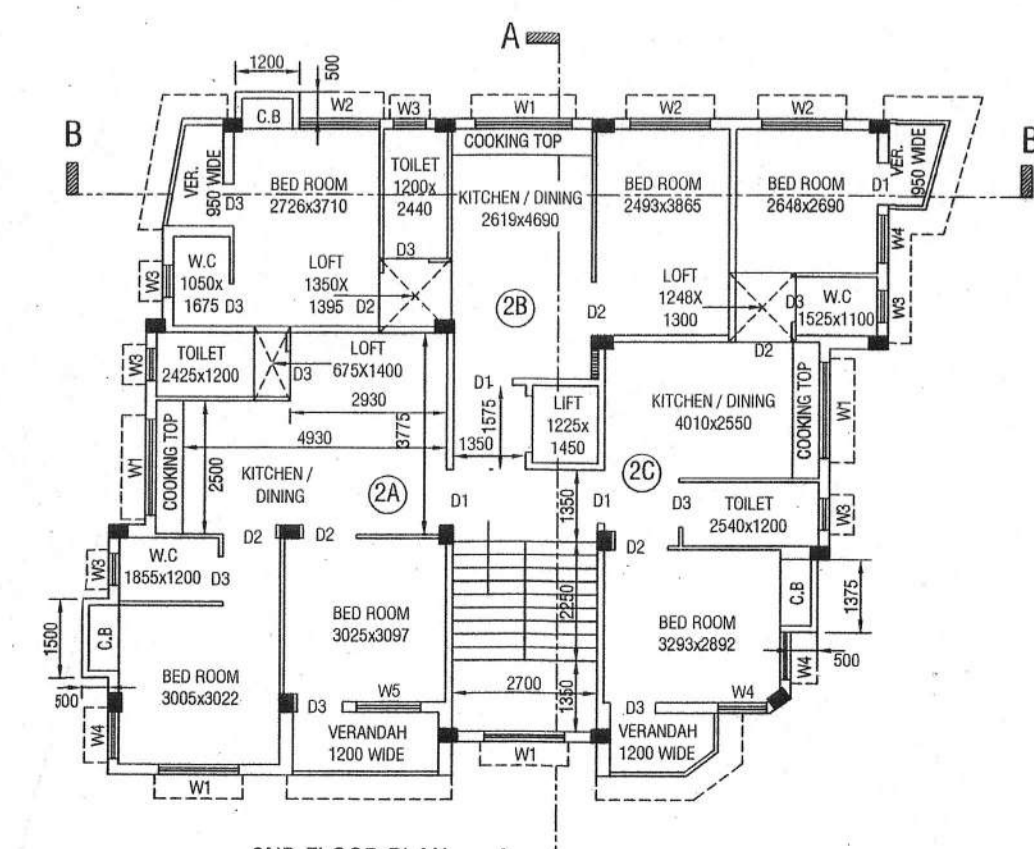 A
1200
500
C.B
W2
W3
W1
W2
W2
COOKING TOP
B
B
VER.
950 WIDE
D3
BED ROOM
2726x3710
TOILET
1200x
2440
D3
KITCHEN / DINING
2619x4690
BED ROOM
2493x3865
BED ROOM
2648x2690
D1
VER.
950 WIDE
W4
W3
W.C
1050x
1675
D3
LOFT
1350X
1395
D2
2B
D2
LOFT
1248X
1300
D3
W.C
1525x1100
W3
D2
W3
TOILET
2425x1200
D3
LOFT
675X1400
2930
3775
4930
D1
1575
1350
LIFT
1225x
1450
KITCHEN / DINING
4010x2550
COOKING TOP
W1
W1
COOKING TOP
2500
KITCHEN /
DINING
2A
2C
D1
1350
D1
D3
TOILET
2540x1200
W3
D2
D2
D2
W3
W.C
1855x1200
D3
C.B
1500
500
BED ROOM
3005x3022
W4
W1
BED ROOM
3025x3097
D3
W5
VERANDAH
1200 WIDE
2250
2700
1350
W1
BED ROOM
3293x2892
C.B
1375
W4
500
D3
W4
VERANDAH
1200 WIDE